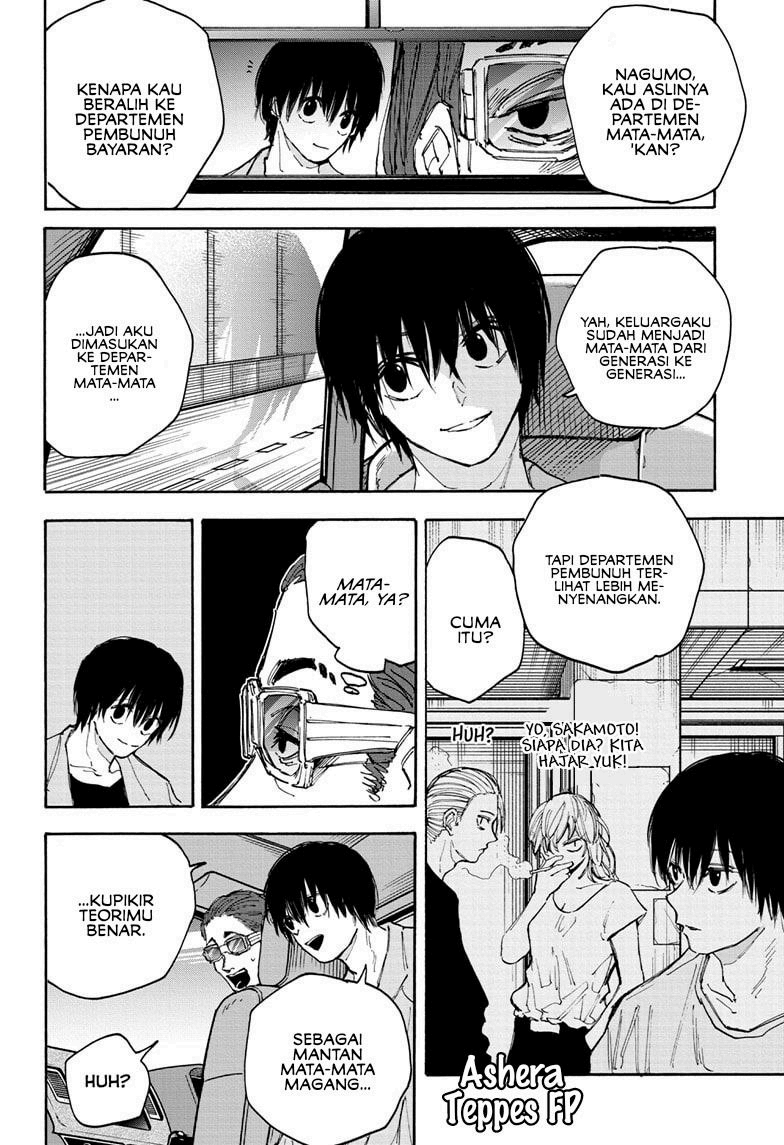 NAGUMO,
KAU ASLINYA
ADA DI DE-
PARTEMEN
MATA-MATA,
'KAN?
KENAPA KAU
BERALIH KE
DEPARTEMEN
PEMBUNUH
BAYARAN?
YAH, KELUARGAKU
SUDAH MENJADI
MATA-MATA DARI
GENERASI KE
GENERASI...
...JADI AKU
DIMASUKAN
KE DEPAR-
TEMEN
MATA-MATA
...
TAPI DEPARTEMEN
PEMBUNUH TER-
LIHAT LEBIH ME-
NYENANGKAN.
CUMA
ITU?
YO, SAKAMOTO!
SIAPA DIA? KITA
HAJAR YUK!
HUH?
MATA-
MATA, YA?
...KUPIKIR
TEORIMU
BENAR.
SEBAGAI
MANTAN
MATA-MATA
MAGANG...
HUH?
Ashera
Teppes FP